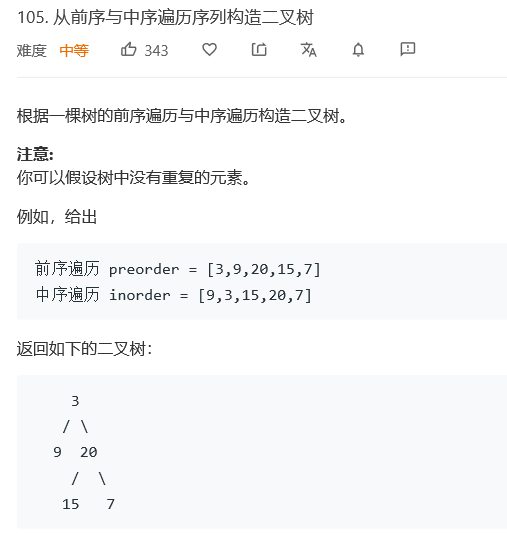 105. 从前序与中序遍历序列构造二叉树
难度 中等 343
根据一棵树的前序遍历与中序遍历构造二叉树。
注意:
你可以假设树中没有重复的元素。
例如，给出
前序遍历 preorder = [3,9,20,15,7]
中序遍历 inorder = [9,3,15,20,7]
返回如下的二叉树：
3
/ \
9 20
/ \
15 7